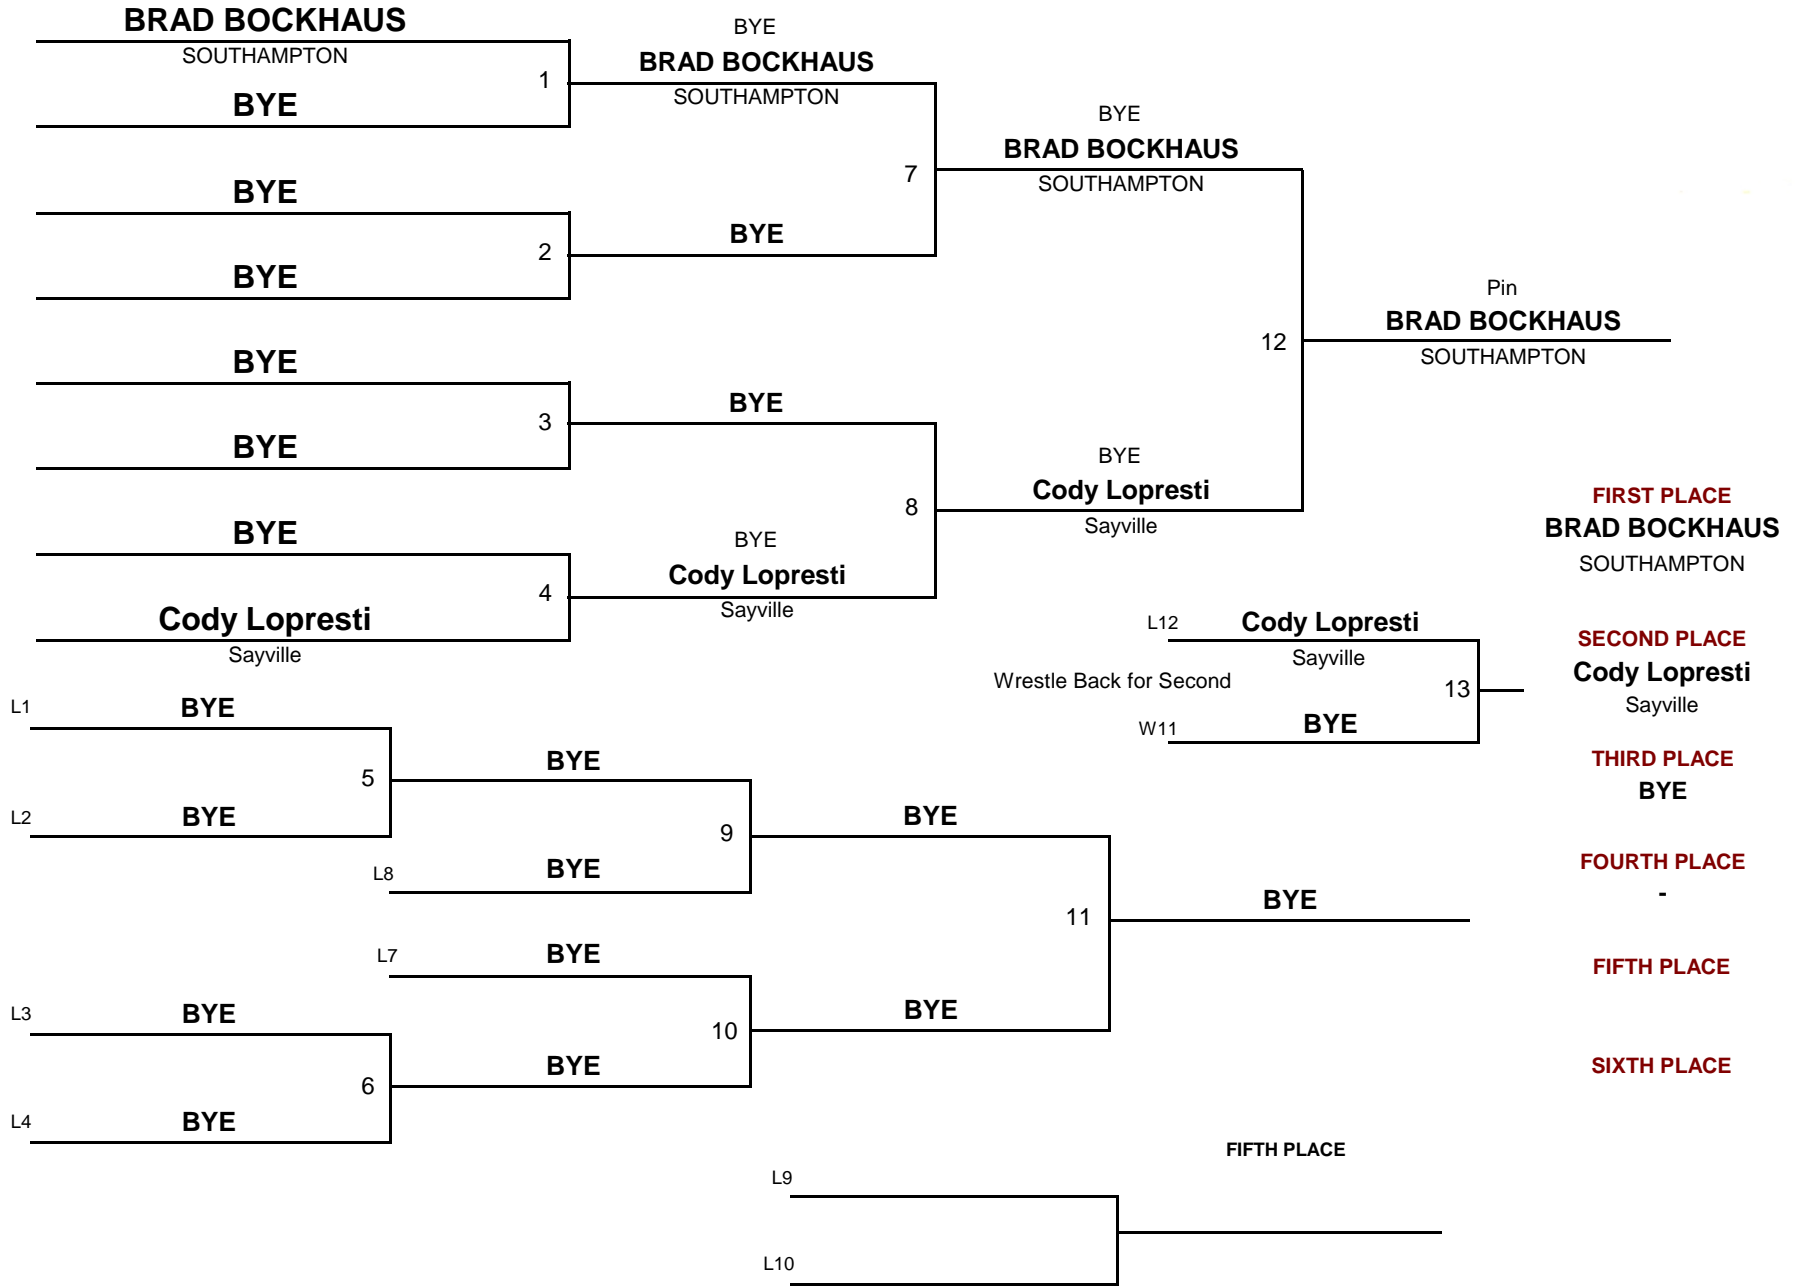 BRAD BOCKHAUS
SOUTHAMPTON
BYE
1
BYE
BRAD BOCKHAUS
SOUTHAMPTON
BYE
2
BYE
BYE
7
BYE
BRAD BOCKHAUS
SOUTHAMPTON
BYE
3
BYE
BYE
BYE
4
Cody Lopresti
Sayville
BYE
Cody Lopresti
Sayville
8
BYE
Cody Lopresti
Sayville
12
Pin
BRAD BOCKHAUS
SOUTHAMPTON
FIRST PLACE
BRAD BOCKHAUS
SOUTHAMPTON
L12
Cody Lopresti
Sayville
Wrestle Back for Second
13
W11
BYE
SECOND PLACE
Cody Lopresti
Sayville
THIRD PLACE
BYE
FOURTH PLACE
-
FIFTH PLACE
SIXTH PLACE
L1
BYE
5
L2
BYE
BYE
9
L8
BYE
BYE
L7
BYE
10
BYE
BYE
11
BYE
L3
BYE
6
L4
BYE
FIFTH PLACE
L9
L10